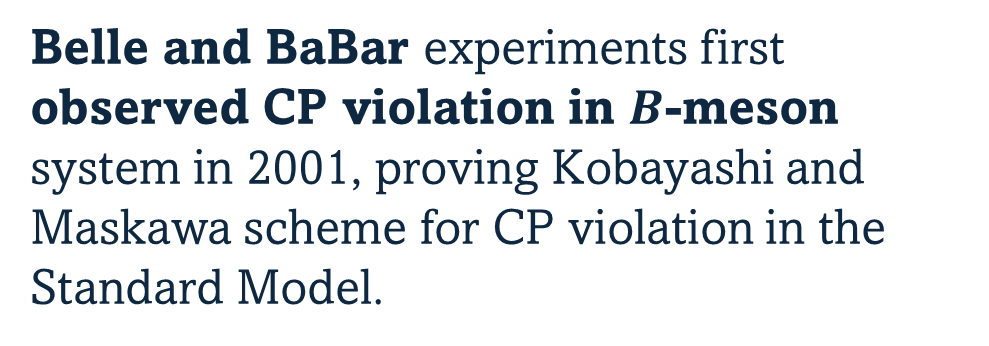 Belle and BaBar experiments first
observed CP violation in B-meson
system in 2001, proving Kobayashi and
Maskawa scheme for CP violation in the
Standard Model.